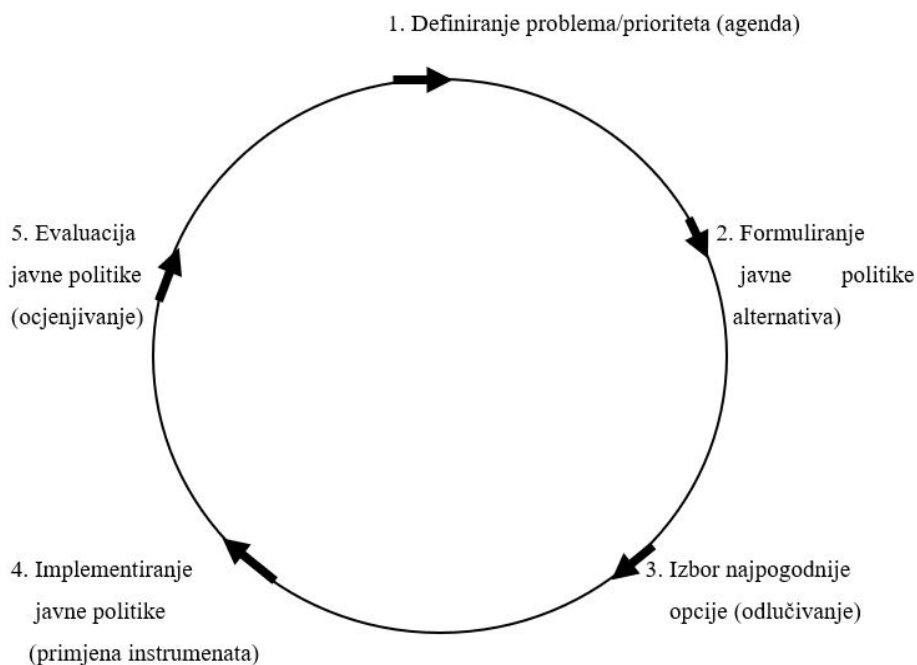 1. Definiranje problema/prioriteta (agenda)
2. Formuliranje
javne politike
alternativa)
3. Izbor najpogodnije
opcije (odlučivanje)
4. Implementiranje
javne politike
(primjena instrumenata)
5. Evaluacija
javne politike
(ocjenjivanje)